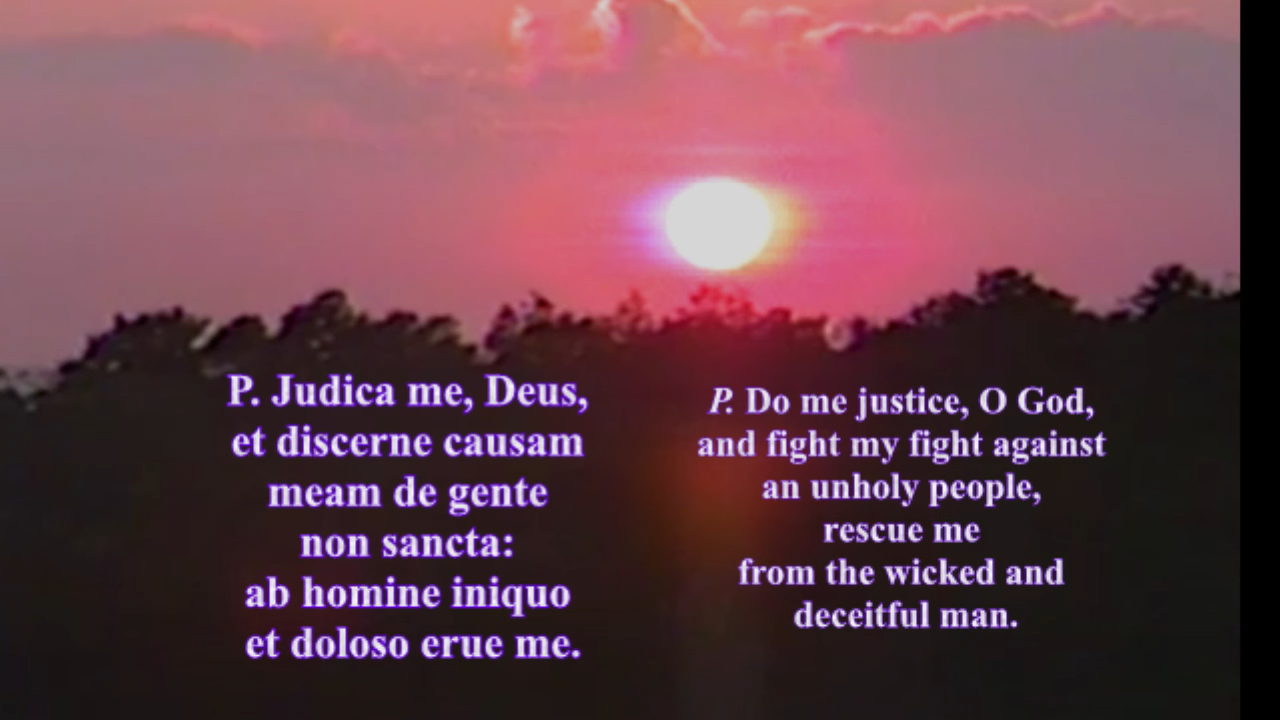 P. Judica me, Deus,
et discerne causam
meam de gente
non sancta:
ab homine iniquo
et doloso erue me.
P. Do me justice, O God,
and fight my fight against
an unholy people,
rescue me
from the wicked and
deceitful man.